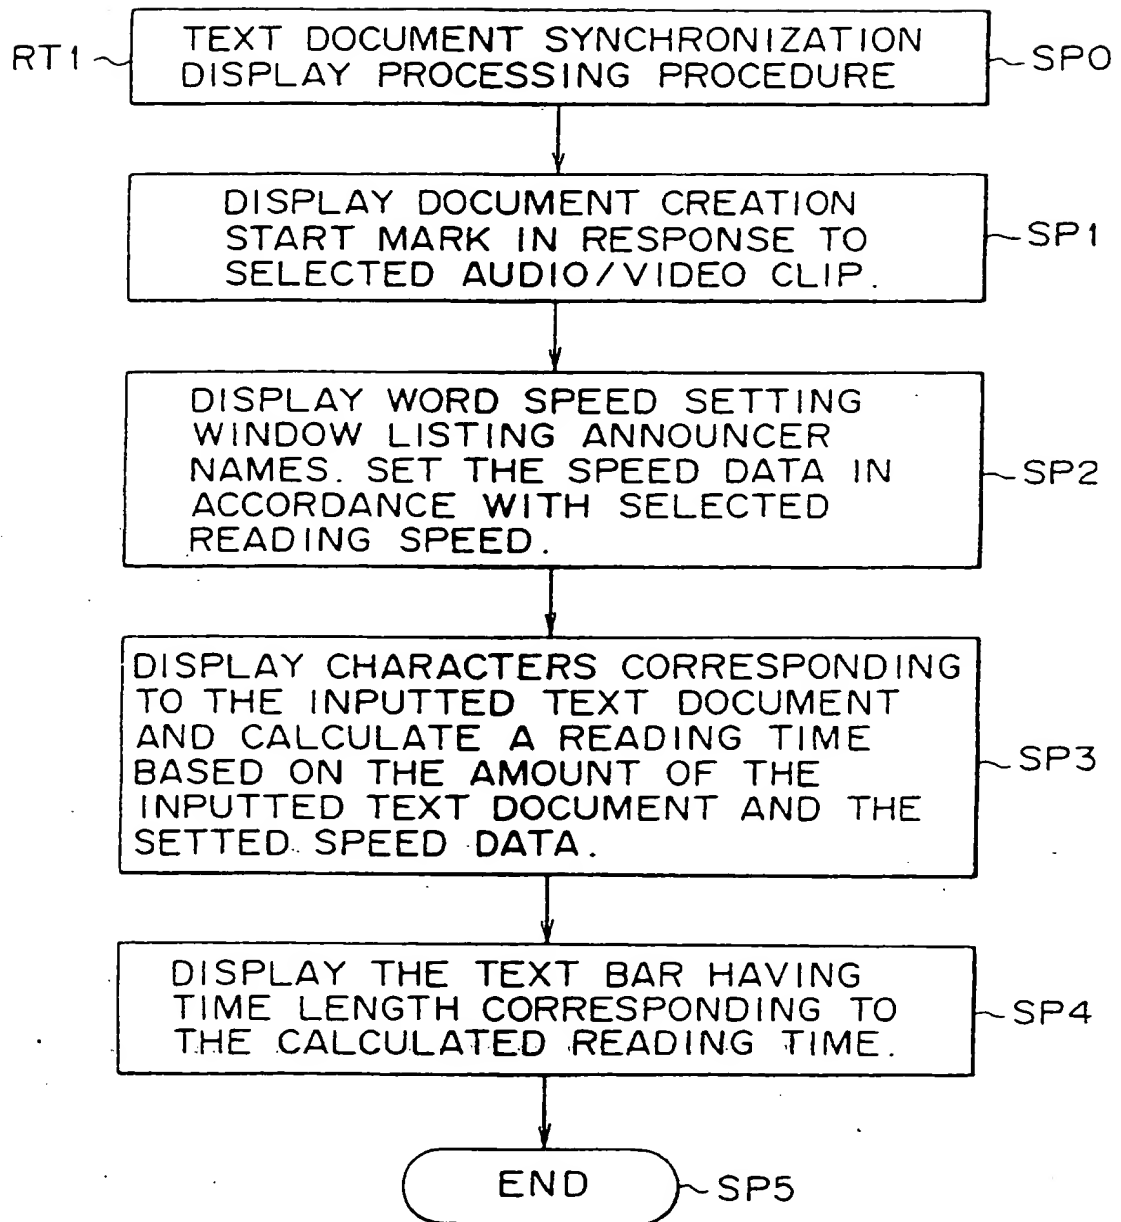 RT1
TEXT DOCUMENT SYNCHRONIZATION
DISPLAY PROCESSING PROCEDURE
SP0
DISPLAY DOCUMENT CREATION
START MARK IN RESPONSE TO
SELECTED AUDIO/VIDEO CLIP.
SP1
DISPLAY WORD SPEED SETTING
WINDOW LISTING ANNOUNCER
NAMES. SET THE SPEED DATA IN
ACCORDANCE WITH SELECTED
READING SPEED.
SP2
DISPLAY CHARACTERS CORRESPONDING
TO THE INPUTTED TEXT DOCUMENT
AND CALCULATE A READING TIME
BASED ON THE AMOUNT OF THE
INPUTTED TEXT DOCUMENT AND THE
SETTED SPEED DATA.
SP3
DISPLAY THE TEXT BAR HAVING
TIME LENGTH CORRESPONDING TO
THE CALCULATED READING TIME.
SP4
END
SP5